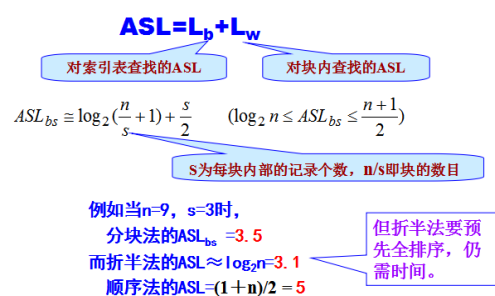 ASL=Lb+Lw
对索引表查找的ASL
对块内查找的ASL
ASLbs ≅ log2(n/s+1)+s/2 (log2 n ≤ ASLbs ≤ (n+1)/2)
S为每块内部的记录个数，n/s即块的数目
例如当n=9，s=3时，
分块法的ASLbs =3.5
而折半法的ASL≈log2n=3.1
顺序法的ASL=(1＋n)/2 = 5
但折半法要预
先全排序，仍
需时间。